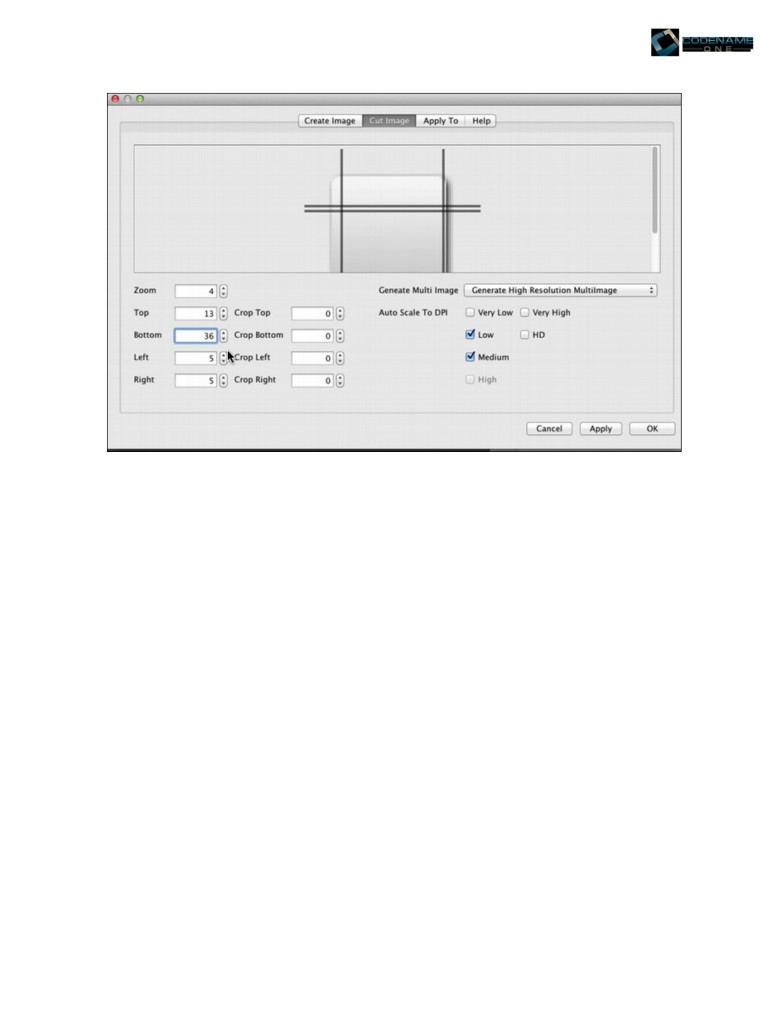 CODENAME
ONE
Create Image Cut Image Apply To Help
Zoom 4 Geneate Multi Image Generate High Resolution MultiImage
Top 13 Crop Top 0 Auto Scale To DPI Very Low Very High
Bottom 36 Crop Bottom 0 Low HD
Left 5 Crop Left 0 Medium
Right 5 Crop Right 0 High
Cancel Apply OK